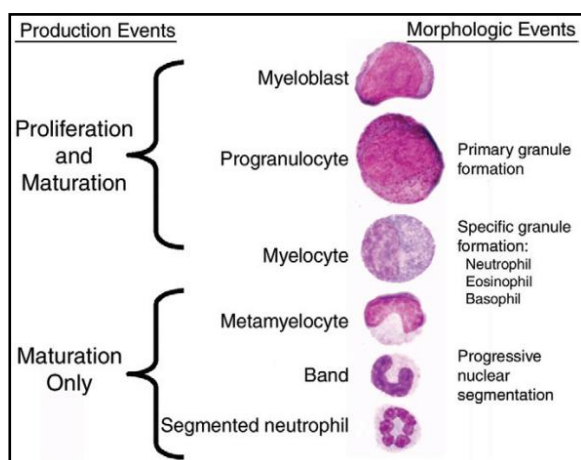 Production Events
Morphologic Events
Myeloblast
Proliferation
and
Maturation
Progranulocyte
Primary granule
formation
Myelocyte
Specific granule
formation:
Neutrophil
Eosinophil
Basophil
Metamyelocyte
Maturation
Only
Band
Progressive
nuclear
segmentation
Segmented neutrophil